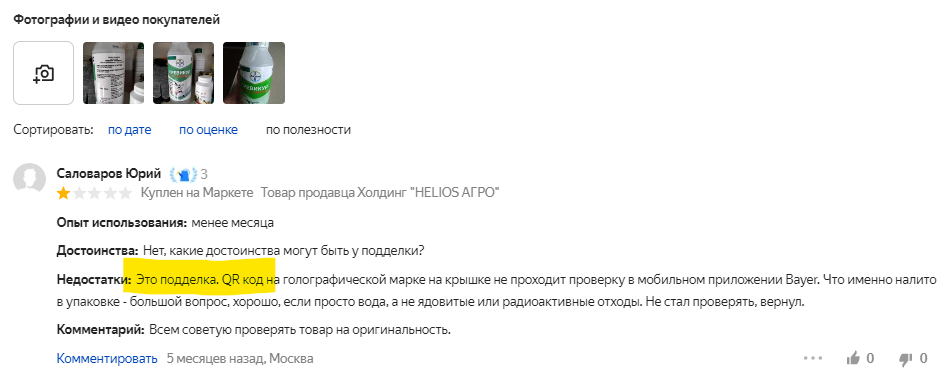 Фотографии и видео покупателей
Сортировать: по дате по оценке по полезности
Саловаров Юрий 3
Куплен на Маркете Товар продавца Холдинг "HELIOS АГРО"
Опыт использования: менее месяца
Достоинства: Нет, какие достоинства могут быть у подделки?
Недостатки: Это подделка. QR код на голографической марке на крышке не проходит проверку в мобильном приложении Bayer. Что именно налито
в упаковке - большой вопрос, хорошо, если просто вода, а не ядовитые или радиоактивные отходы. Не стал проверять, вернул.
Комментарий: Всем советую проверять товар на оригинальность.
Комментировать 5 месяцев назад, Москва 0 0